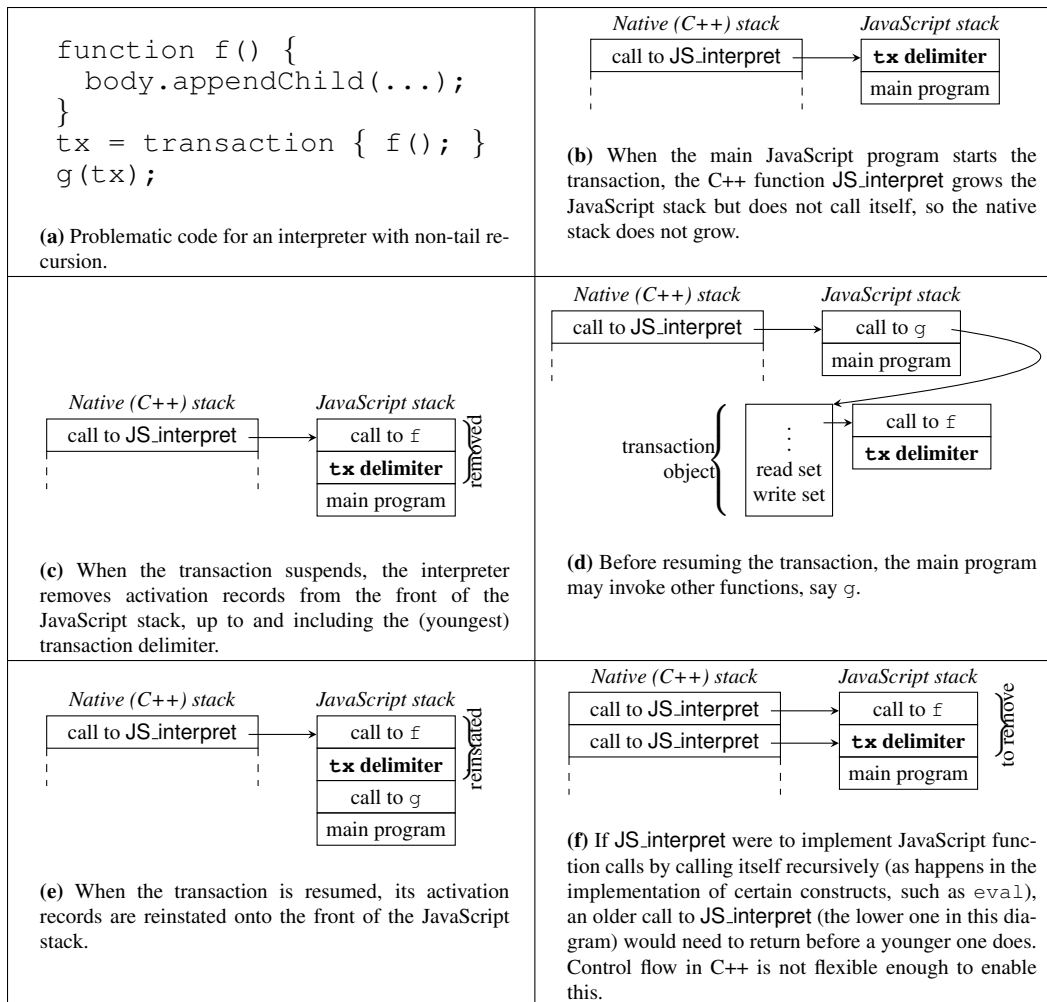 function f() {
body.appendChild(...);
}
tx = transaction { f(); }
g(tx);
(a) Problematic code for an interpreter with non-tail re-
cursion.
Native (C++) stack
JavaScript stack
call to JS_interpret
tx delimiter
main program
(b) When the main JavaScript program starts the
transaction, the C++ function JS_interpret grows the
JavaScript stack but does not call itself, so the native
stack does not grow.
Native (C++) stack
JavaScript stack
call to JS_interpret
call to f
tx delimiter
main program
removed
(c) When the transaction suspends, the interpreter
removes activation records from the front of the
JavaScript stack, up to and including the (youngest)
transaction delimiter.
Native (C++) stack
JavaScript stack
call to JS_interpret
call to g
main program
transaction
object
⋮
read set
write set
call to f
tx delimiter
(d) Before resuming the transaction, the main program
may invoke other functions, say g.
Native (C++) stack
JavaScript stack
call to JS_interpret
call to f
tx delimiter
call to g
main program
reinstated
(e) When the transaction is resumed, its activation
records are reinstated onto the front of the JavaScript
stack.
Native (C++) stack
JavaScript stack
call to JS_interpret
call to f
call to JS_interpret
tx delimiter
main program
to remove
(f) If JS_interpret were to implement JavaScript func-
tion calls by calling itself recursively (as happens in the
implementation of certain constructs, such as eval),
an older call to JS_interpret (the lower one in this dia-
gram) would need to return before a younger one does.
Control flow in C++ is not flexible enough to enable
this.